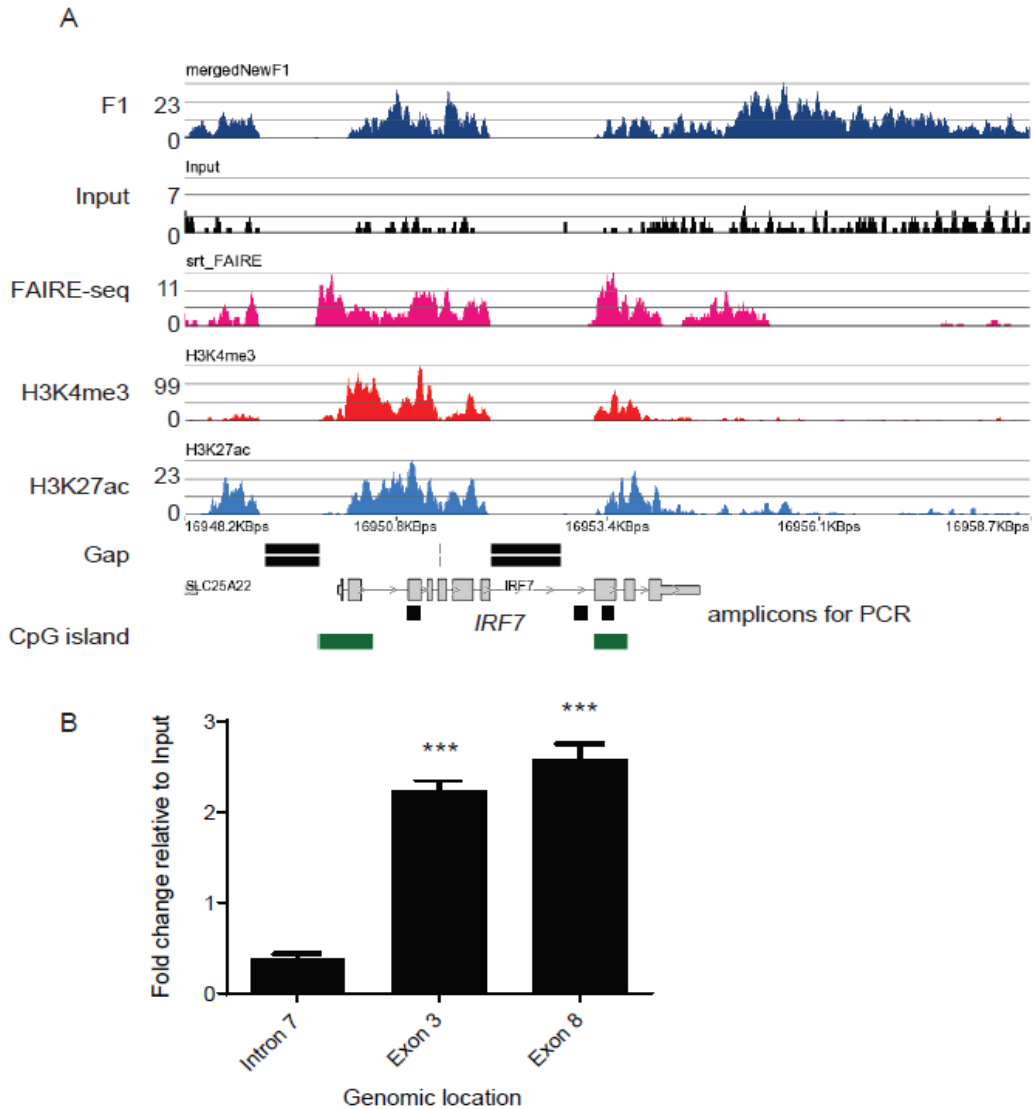 A
mergedNewF1
F1
23
0
Input
Input
7
0
srt_FAIRE
FAIRE-seq
11
0
H3K4me3
H3K4me3
99
0
H3K27ac
H3K27ac
23
0
16948.2KBps 16950.8KBps 16953.4KBps 16956.1KBps 16958.7KBps
Gap
SLC25A22 IRF7
IRF7 amplicons for PCR
CpG island
B
*** ***
Fold change relative to Input
3
2
1
0
Intron 7 Exon 3 Exon 8
Genomic location